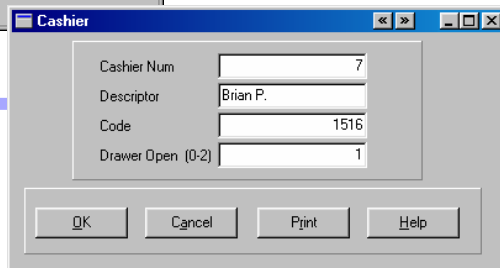 Cashier
Cashier Num 7
Descriptor Brian P.
Code 1516
Drawer Open (0-2) 1
OK Cancel Print Help